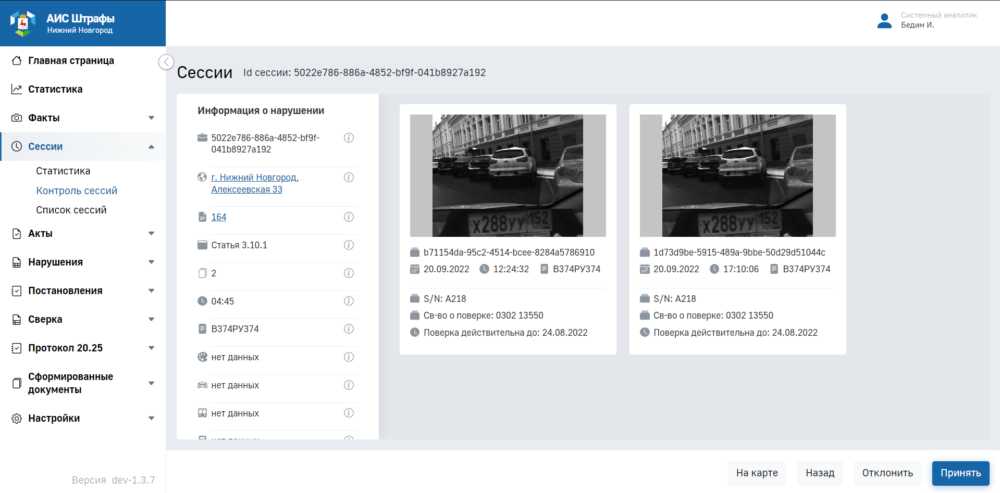 АИС Штрафы
Нижний Новгород
Системный аналитик
Бедим И.
Главная страница
Статистика
Факты
Сессии
Статистика
Контроль сессий
Список сессий
Акты
Нарушения
Постановления
Сверка
Протокол 20.25
Сформированные
документы
Настройки
Версия dev-1.3.7
Сессии Id сессии: 5022e786-886a-4852-bf9f-041b8927a192
Информация о нарушении
5022e786-886a-4852-bf9f-
041b8927a192
г. Нижний Новгород,
Алексеевская 33
164
Статья 3.10.1
2
04:45
В374РУ374
нет данных
нет данных
нет данных
нет данных
х288уу 152
RUS
b71154da-95c2-4514-bcee-8284a5786910
20.09.2022 12:24:32 В374РУ374
S/N: A218
Св-во о поверке: 0302 13550
Поверка действительна до: 24.08.2022
х288уу 152
RUS
1d73d9be-5915-489a-9bbe-50d29d51044c
20.09.2022 17:10:06 В374РУ374
S/N: A218
Св-во о поверке: 0302 13550
Поверка действительна до: 24.08.2022
На карте
Назад
Отклонить
Принять